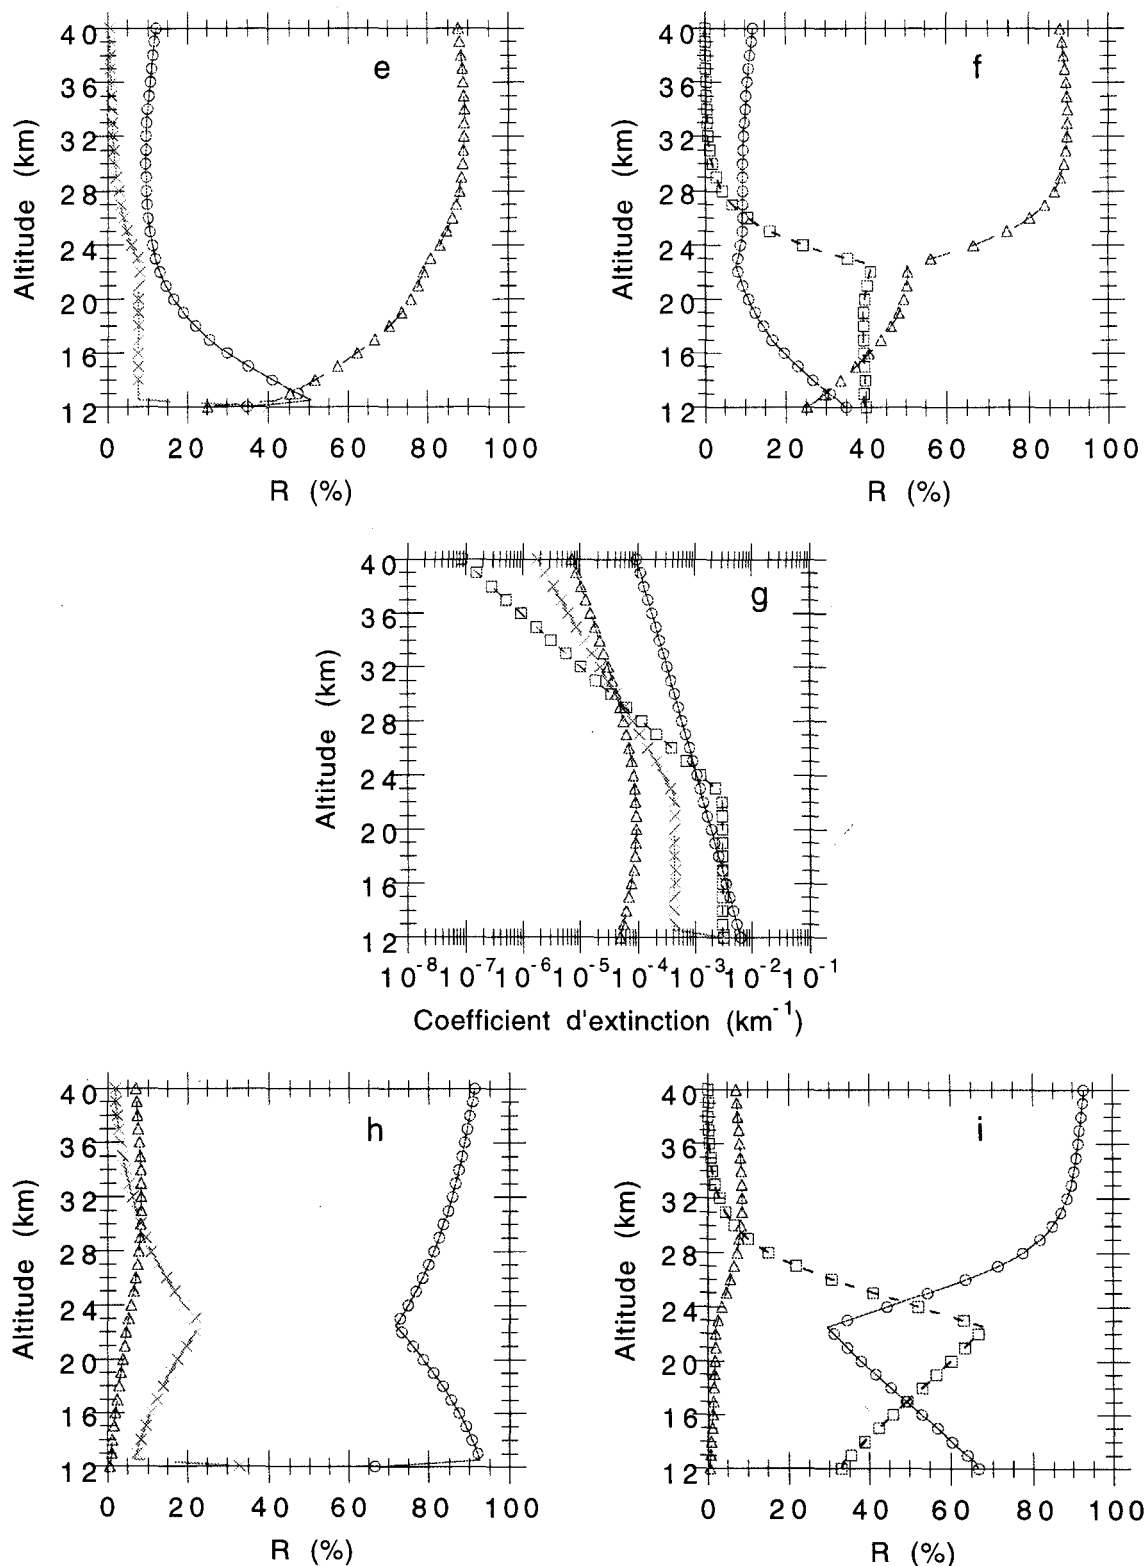 e
40
36
32
28
24
20
16
12
Altitude (km)
0 20 40 60 80 100
R (%)
f
40
36
32
28
24
20
16
12
Altitude (km)
0 20 40 60 80 100
R (%)
g
40
36
32
28
24
20
16
12
Altitude (km)
10⁻⁸ 10⁻⁷ 10⁻⁶ 10⁻⁵ 10⁻⁴ 10⁻³ 10⁻² 10⁻¹
Coefficient d'extinction (km⁻¹)
h
40
36
32
28
24
20
16
12
Altitude (km)
0 20 40 60 80 100
R (%)
i
40
36
32
28
24
20
16
12
Altitude (km)
0 20 40 60 80 100
R (%)